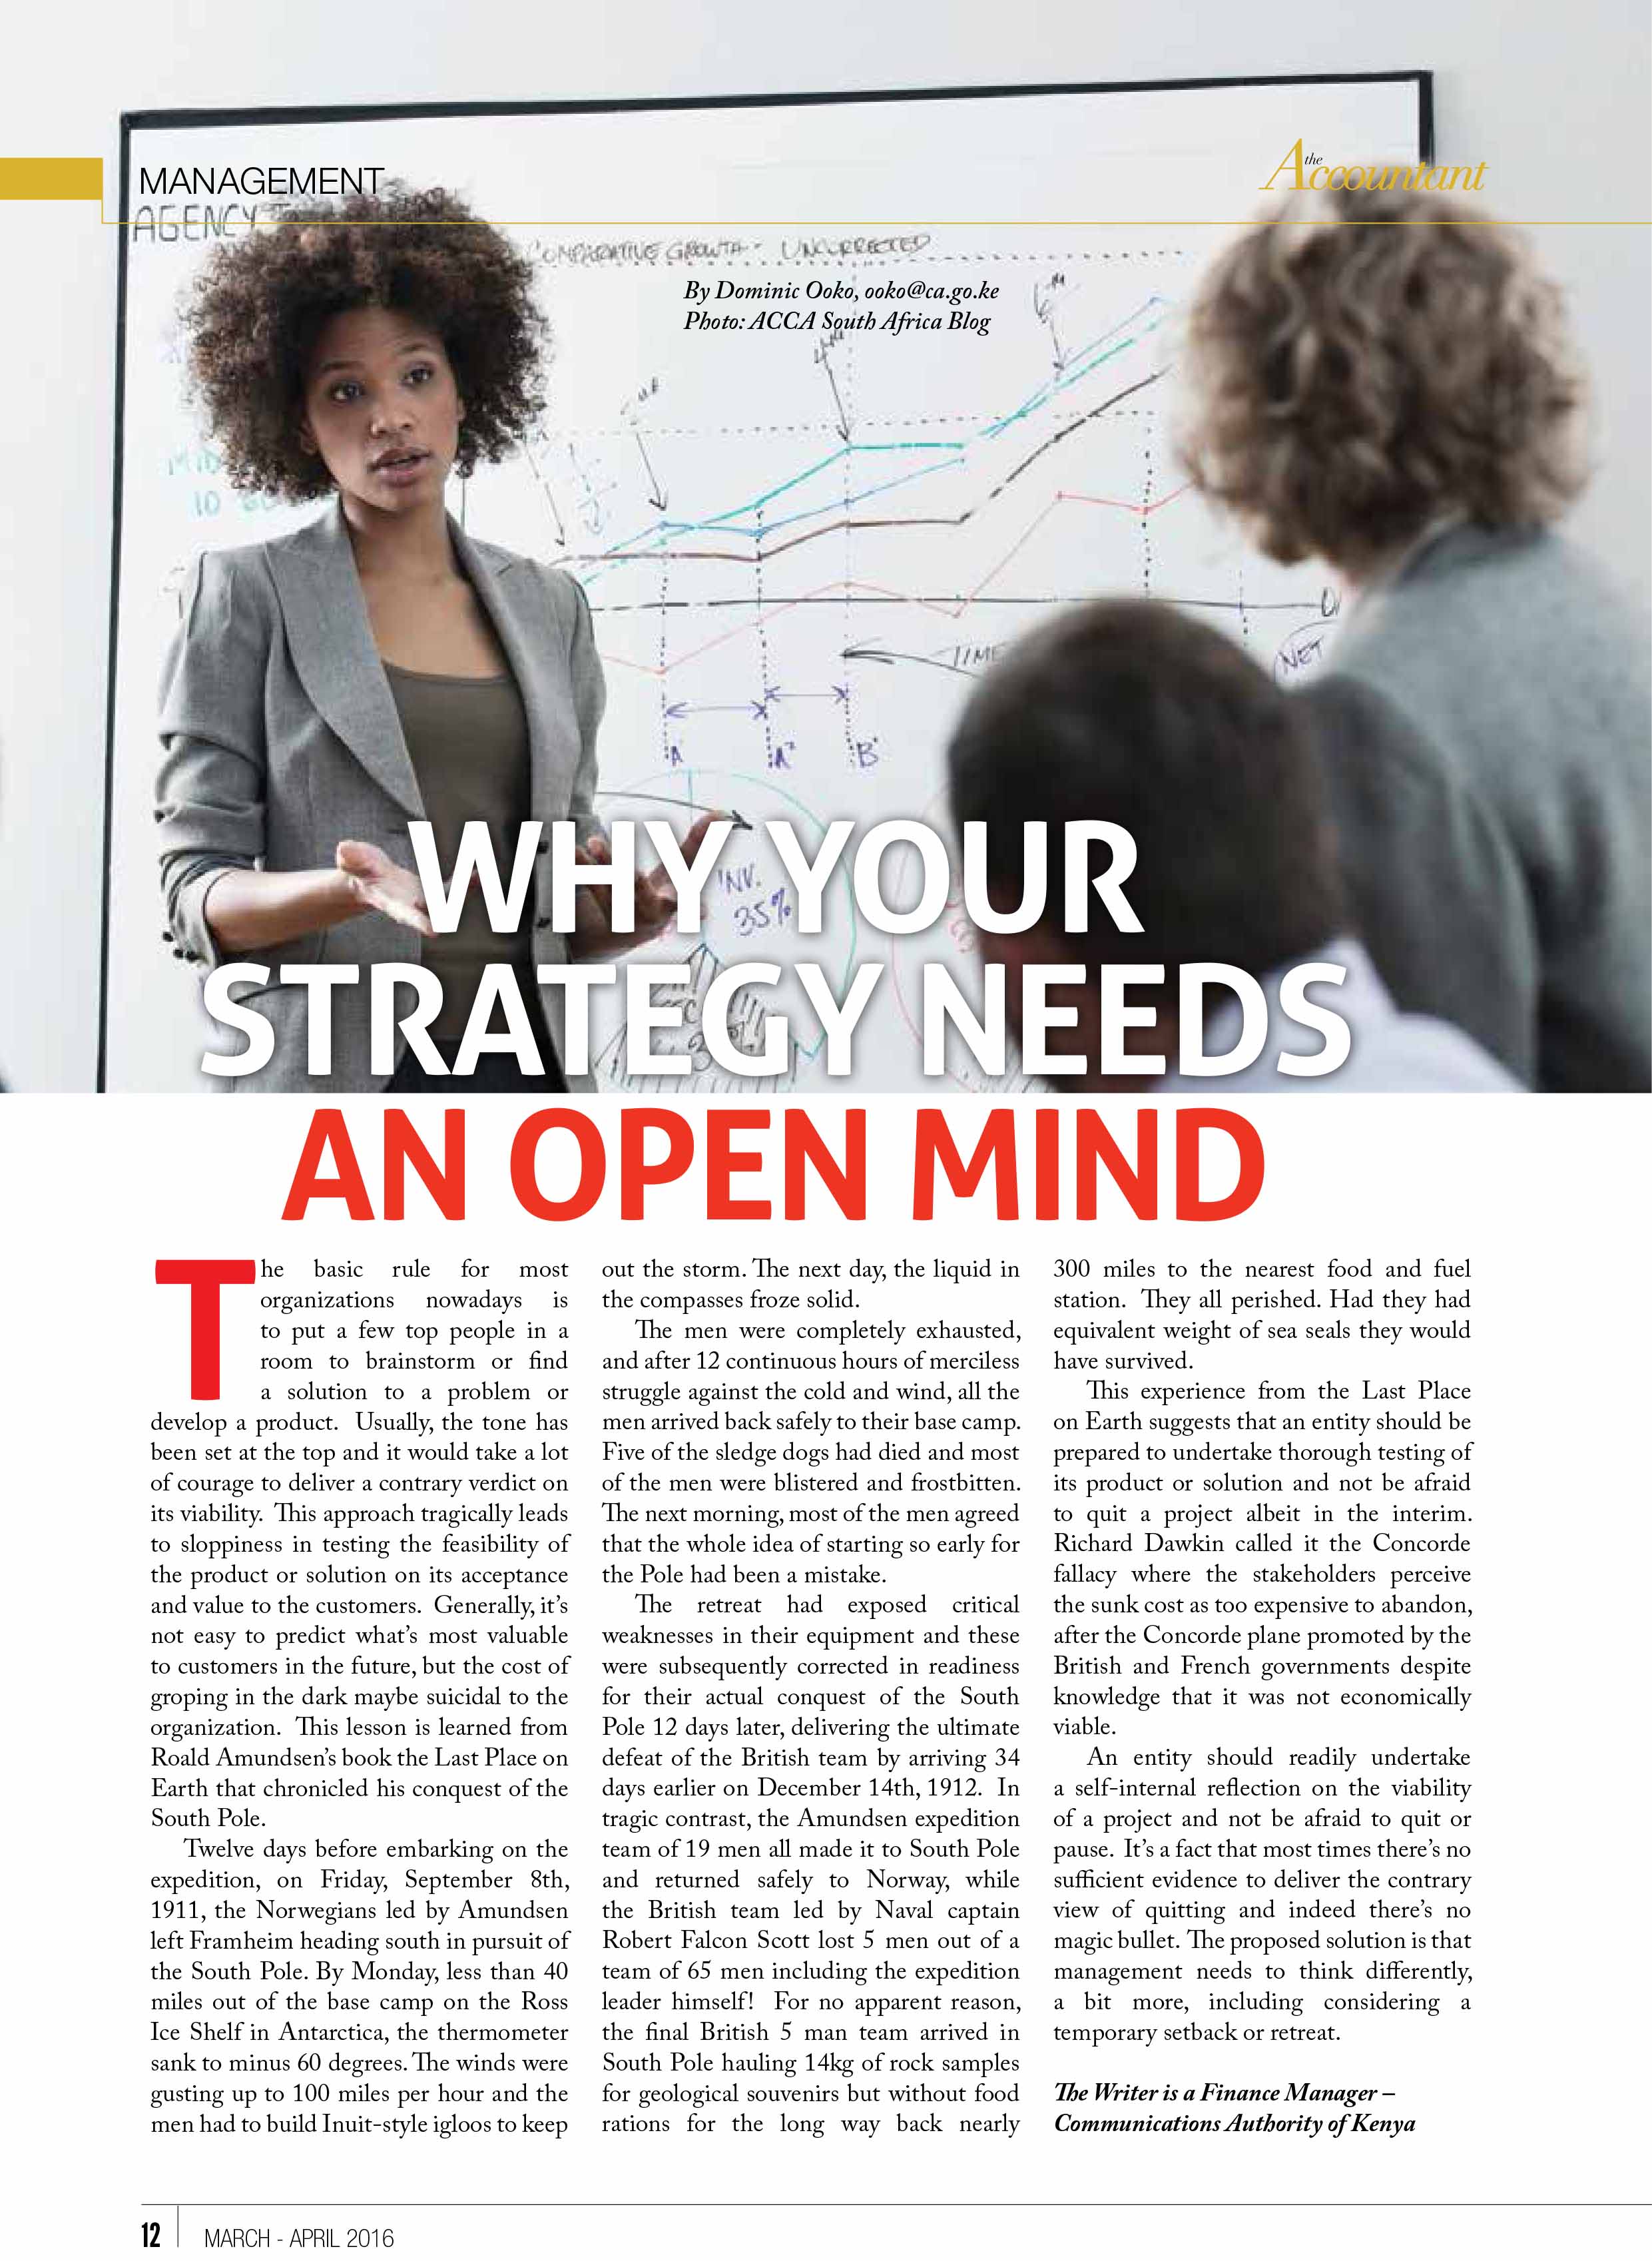 MANAGEMENT
the Accountant
AGENCY
COMPARATIVE GROWTH - UNCORRECTED
By Dominic Ooko, ooko@ca.go.ke
Photo: ACCA South Africa Blog
10
TIME
NET
A
A²
B
INV.
35%
WHY YOUR
STRATEGY NEEDS
AN OPEN MIND
The basic rule for most
organizations nowadays is
to put a few top people in a
room to brainstorm or find
a solution to a problem or
develop a product. Usually, the tone has
been set at the top and it would take a lot
of courage to deliver a contrary verdict on
its viability. This approach tragically leads
to sloppiness in testing the feasibility of
the product or solution on its acceptance
and value to the customers. Generally, it's
not easy to predict what's most valuable
to customers in the future, but the cost of
groping in the dark maybe suicidal to the
organization. This lesson is learned from
Roald Amundsen's book the Last Place on
Earth that chronicled his conquest of the
South Pole.
Twelve days before embarking on the
expedition, on Friday, September 8th,
1911, the Norwegians led by Amundsen
left Framheim heading south in pursuit of
the South Pole. By Monday, less than 40
miles out of the base camp on the Ross
Ice Shelf in Antarctica, the thermometer
sank to minus 60 degrees. The winds were
gusting up to 100 miles per hour and the
men had to build Inuit-style igloos to keep
out the storm. The next day, the liquid in
the compasses froze solid.
The men were completely exhausted,
and after 12 continuous hours of merciless
struggle against the cold and wind, all the
men arrived back safely to their base camp.
Five of the sledge dogs had died and most
of the men were blistered and frostbitten.
The next morning, most of the men agreed
that the whole idea of starting so early for
the Pole had been a mistake.
The retreat had exposed critical
weaknesses in their equipment and these
were subsequently corrected in readiness
for their actual conquest of the South
Pole 12 days later, delivering the ultimate
defeat of the British team by arriving 34
days earlier on December 14th, 1912. In
tragic contrast, the Amundsen expedition
team of 19 men all made it to South Pole
and returned safely to Norway, while
the British team led by Naval captain
Robert Falcon Scott lost 5 men out of a
team of 65 men including the expedition
leader himself! For no apparent reason,
the final British 5 man team arrived in
South Pole hauling 14kg of rock samples
for geological souvenirs but without food
rations for the long way back nearly
300 miles to the nearest food and fuel
station. They all perished. Had they had
equivalent weight of sea seals they would
have survived.
This experience from the Last Place
on Earth suggests that an entity should be
prepared to undertake thorough testing of
its product or solution and not be afraid
to quit a project albeit in the interim.
Richard Dawkin called it the Concorde
fallacy where the stakeholders perceive
the sunk cost as too expensive to abandon,
after the Concorde plane promoted by the
British and French governments despite
knowledge that it was not economically
viable.
An entity should readily undertake
a self-internal reflection on the viability
of a project and not be afraid to quit or
pause. It's a fact that most times there's no
sufficient evidence to deliver the contrary
view of quitting and indeed there's no
magic bullet. The proposed solution is that
management needs to think differently,
a bit more, including considering a
temporary setback or retreat.
The Writer is a Finance Manager –
Communications Authority of Kenya
12
MARCH - APRIL 2016